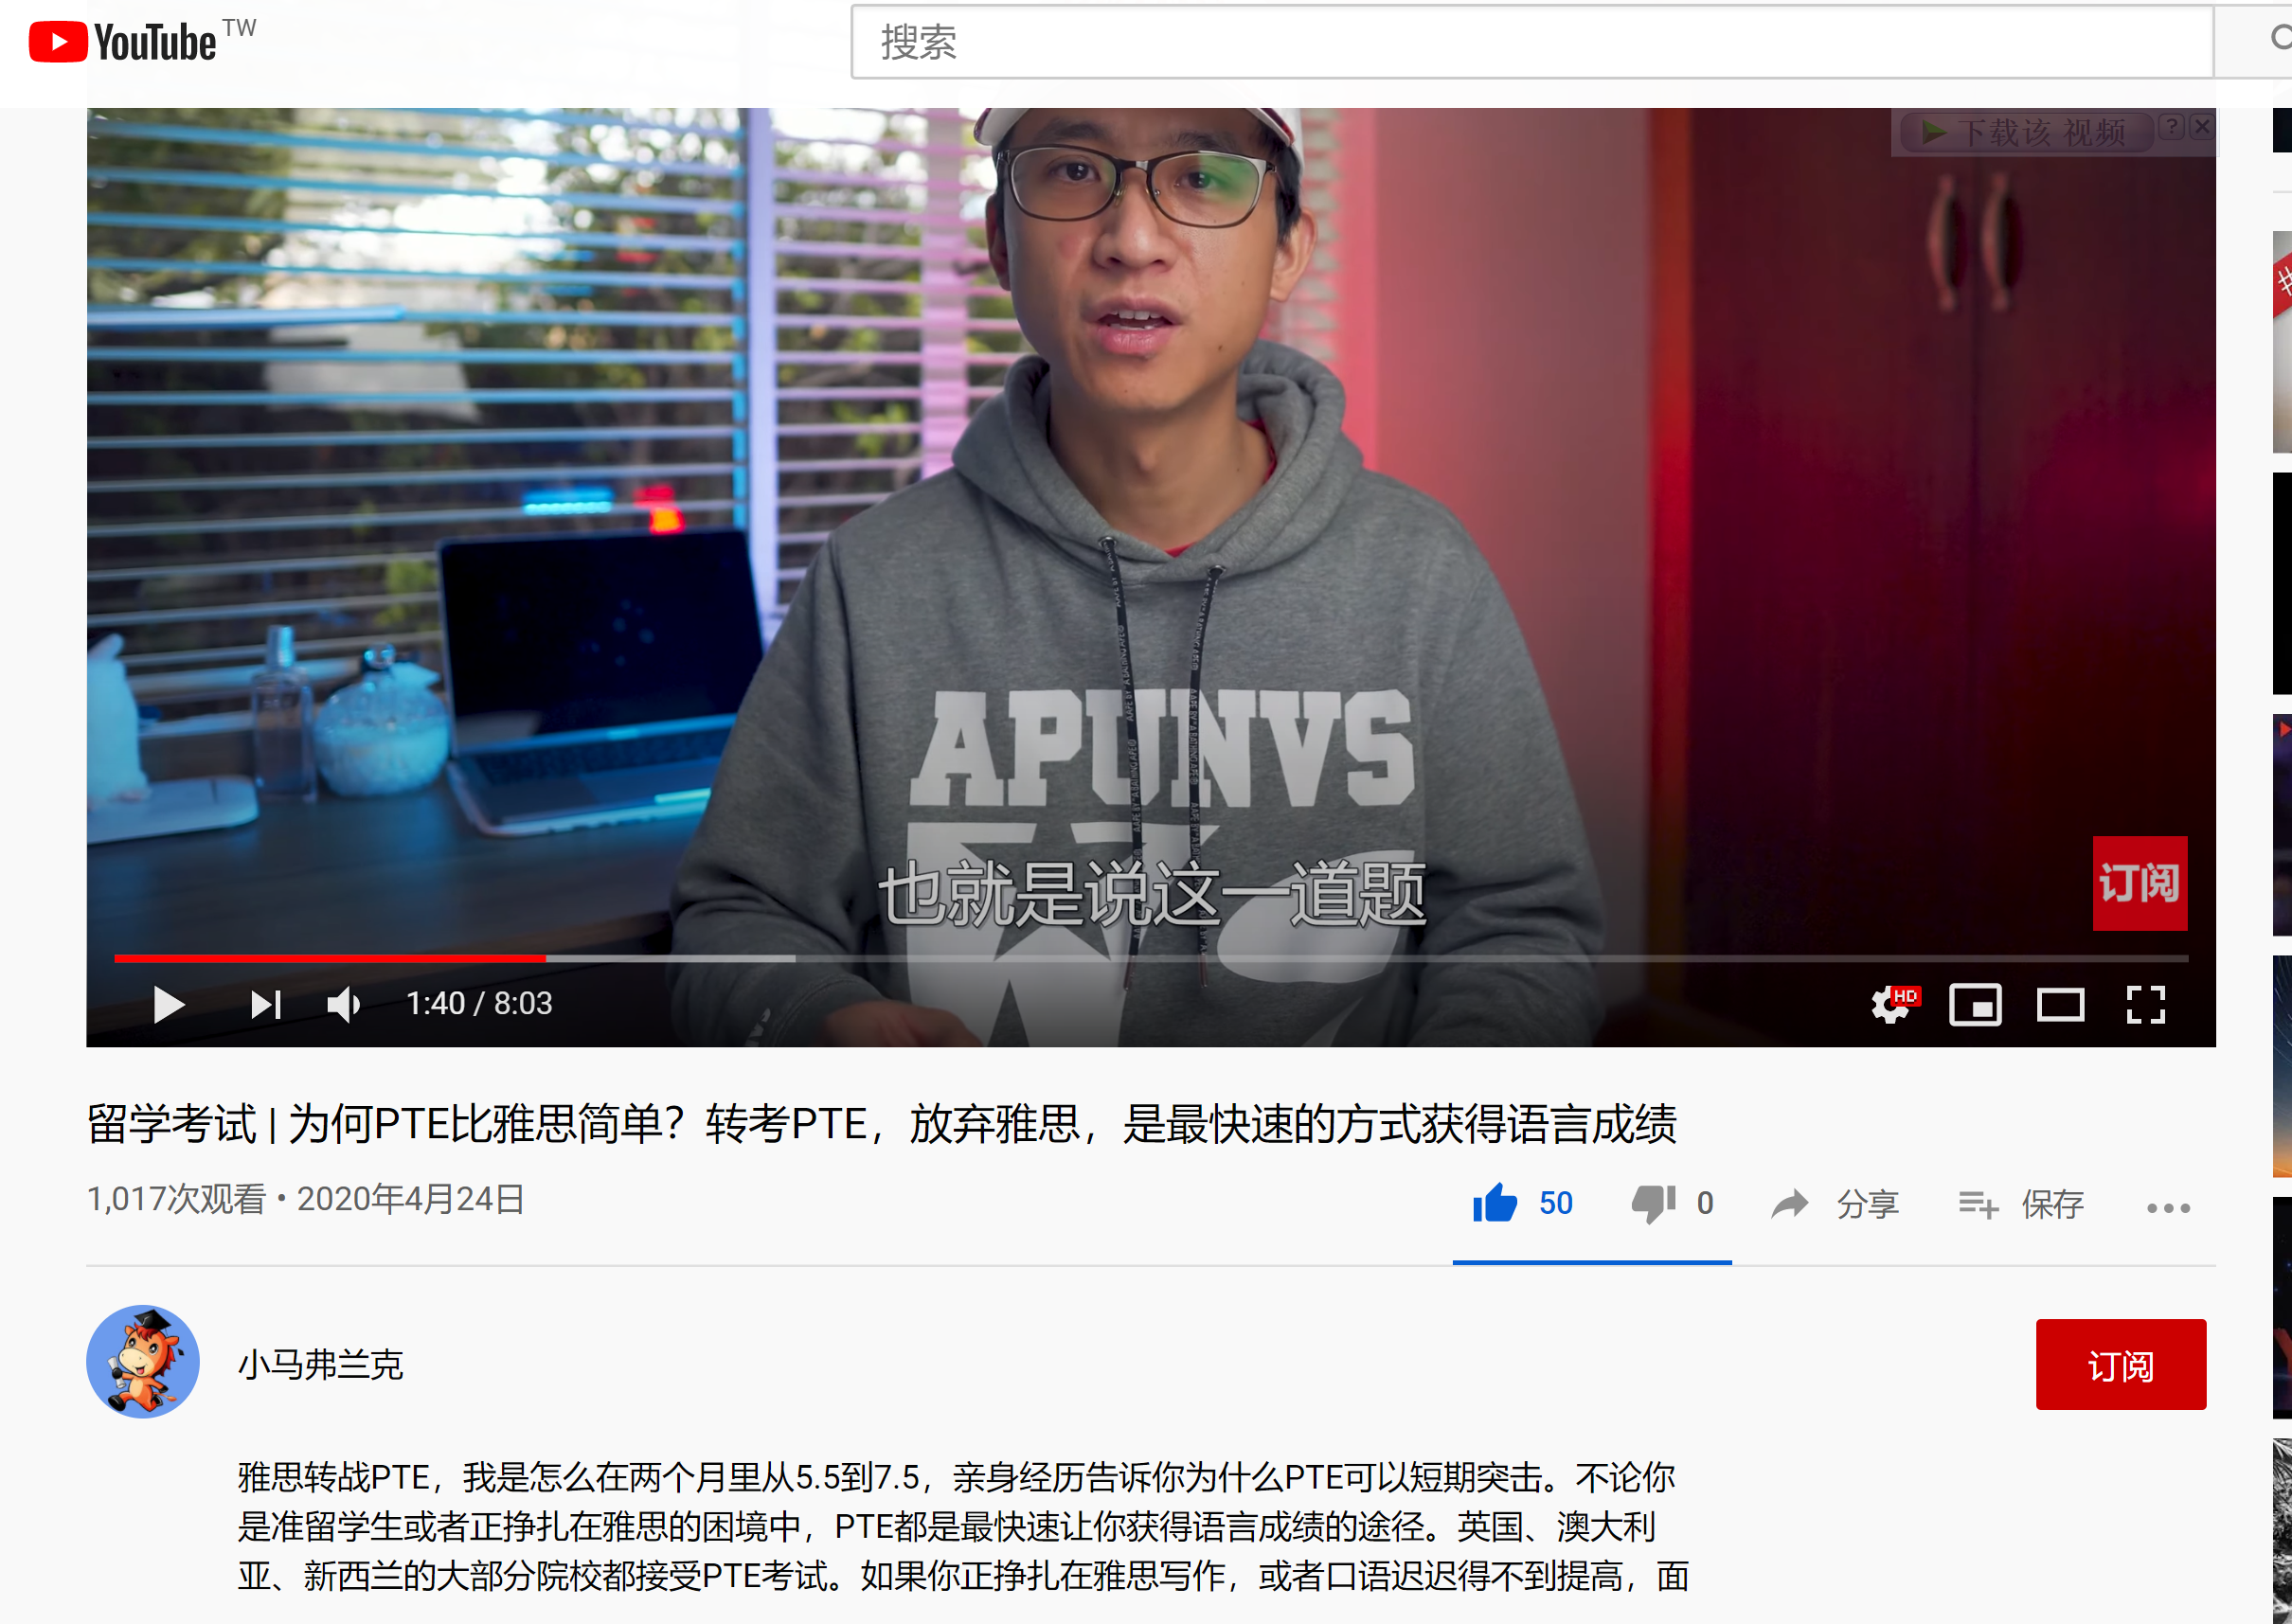 YouTube TW
搜索
下载该 视频 ? X
APUNVS
也就是说这一道题
订阅
1:40 / 8:03
HD
留学考试 | 为何PTE比雅思简单？转考PTE，放弃雅思，是最快速的方式获得语言成绩
1,017次观看 • 2020年4月24日
50 0 分享 保存
小马弗兰克
订阅
雅思转战PTE，我是怎么在两个月里从5.5到7.5，亲身经历告诉你为什么PTE可以短期突击。不论你
是准留学生或者正挣扎在雅思的困境中，PTE都是最快速让你获得语言成绩的途径。英国、澳大利
亚、新西兰的大部分院校都接受PTE考试。如果你正挣扎在雅思写作，或者口语迟迟得不到提高，面